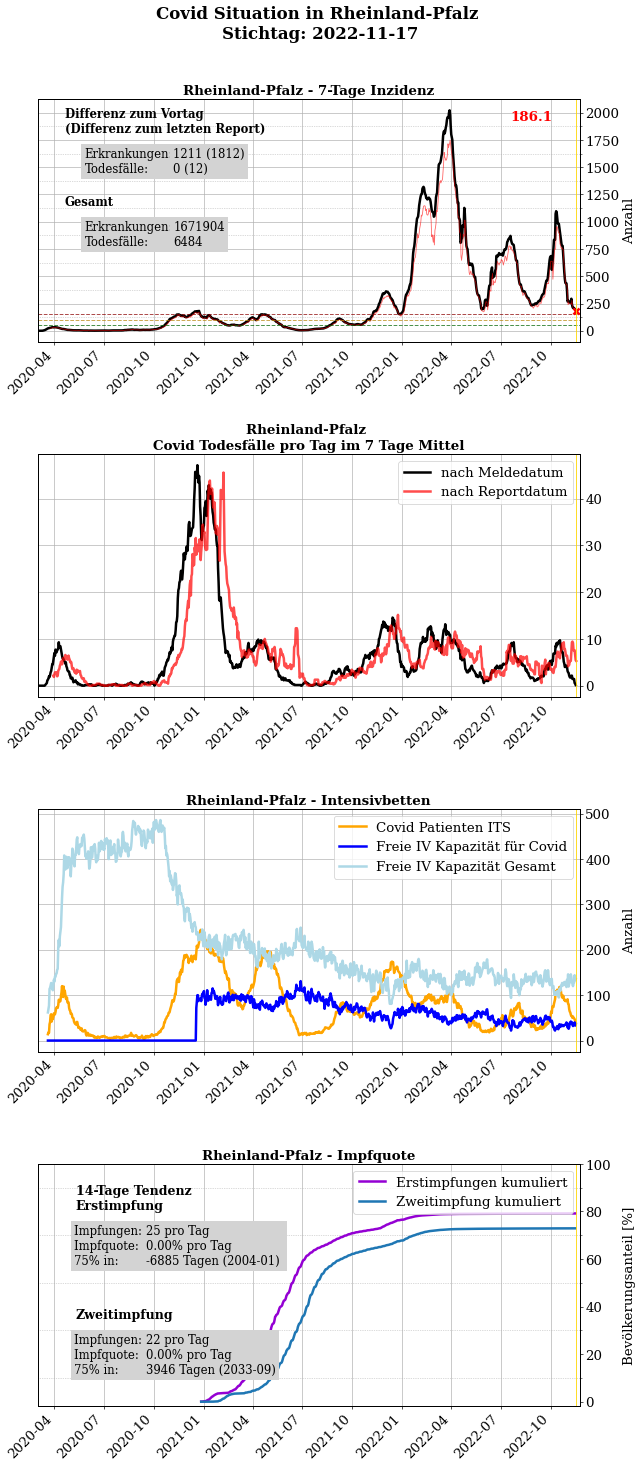 Covid Situation in Rheinland-Pfalz
Stichtag: 2022-11-17
Rheinland-Pfalz - 7-Tage Inzidenz
Differenz zum Vortag
(Differenz zum letzten Report)
Erkrankungen 1211 (1812)
Todesfälle: 0 (12)
Gesamt
Erkrankungen 1671904
Todesfälle: 6484
186.1
2000
1750
1500
1250
1000
750
500
250
0
Anzahl
2020-04
2020-07
2020-10
2021-01
2021-04
2021-07
2021-10
2022-01
2022-04
2022-07
2022-10
Rheinland-Pfalz
Covid Todesfälle pro Tag im 7 Tage Mittel
nach Meldedatum
nach Reportdatum
40
30
20
10
0
2020-04
2020-07
2020-10
2021-01
2021-04
2021-07
2021-10
2022-01
2022-04
2022-07
2022-10
Rheinland-Pfalz - Intensivbetten
Covid Patienten ITS
Freie IV Kapazität für Covid
Freie IV Kapazität Gesamt
500
400
300
200
100
0
Anzahl
2020-04
2020-07
2020-10
2021-01
2021-04
2021-07
2021-10
2022-01
2022-04
2022-07
2022-10
Rheinland-Pfalz - Impfquote
14-Tage Tendenz
Erstimpfung
Impfungen: 25 pro Tag
Impfquote: 0.00% pro Tag
75% in: -6885 Tagen (2004-01)
Zweitimpfung
Impfungen: 22 pro Tag
Impfquote: 0.00% pro Tag
75% in: 3946 Tagen (2033-09)
Erstimpfungen kumuliert
Zweitimpfung kumuliert
100
80
60
40
20
0
Bevölkerungsanteil [%]
2020-04
2020-07
2020-10
2021-01
2021-04
2021-07
2021-10
2022-01
2022-04
2022-07
2022-10